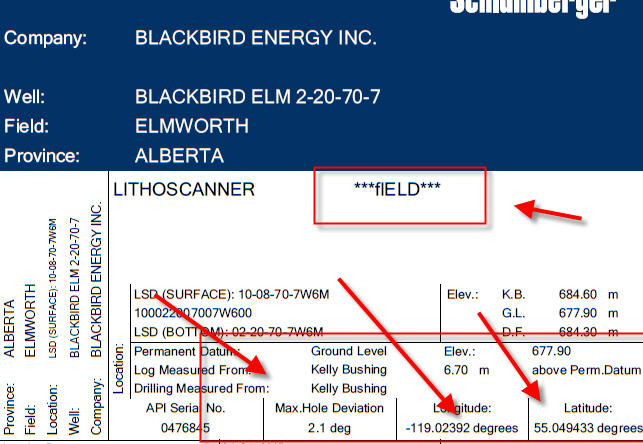 Schlumberger
Company: BLACKBIRD ENERGY INC.
Well: BLACKBIRD ELM 2-20-70-7
Field: ELMWORTH
Province: ALBERTA
LITHOSCANNER ***fIELD***
Province: ALBERTA
Field: ELMWORTH
Location: LSD (SURFACE): 10-08-70-7W6M
Well: BLACKBIRD ELM 2-20-70-7
Company: BLACKBIRD ENERGY INC.
Location:
LSD (SURFACE): 10-08-70-7W6M Elev.: K.B. 684.60 m
100022007007W600 G.L. 677.90 m
LSD (BOTTOM): 02-20-70-7W6M D.F. 684.30 m
Permanent Datum: Ground Level Elev.: 677.90
Log Measured From: Kelly Bushing 6.70 m above Perm.Datum
Drilling Measured From: Kelly Bushing
API Serial No. Max.Hole Deviation Longitude: Latitude:
0476845 2.1 deg -119.02392 degrees 55.049433 degrees